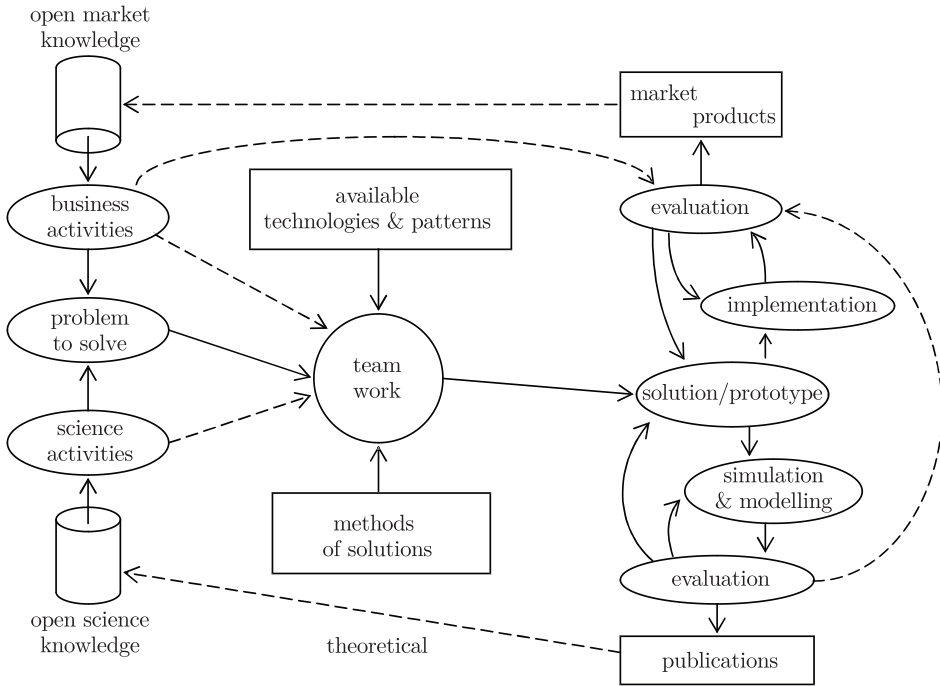 open market
knowledge
market
products
business
activities
available
technologies & patterns
evaluation
implementation
problem
to solve
team
work
solution/prototype
science
activities
simulation
& modelling
methods
of solutions
evaluation
open science
knowledge
theoretical
publications